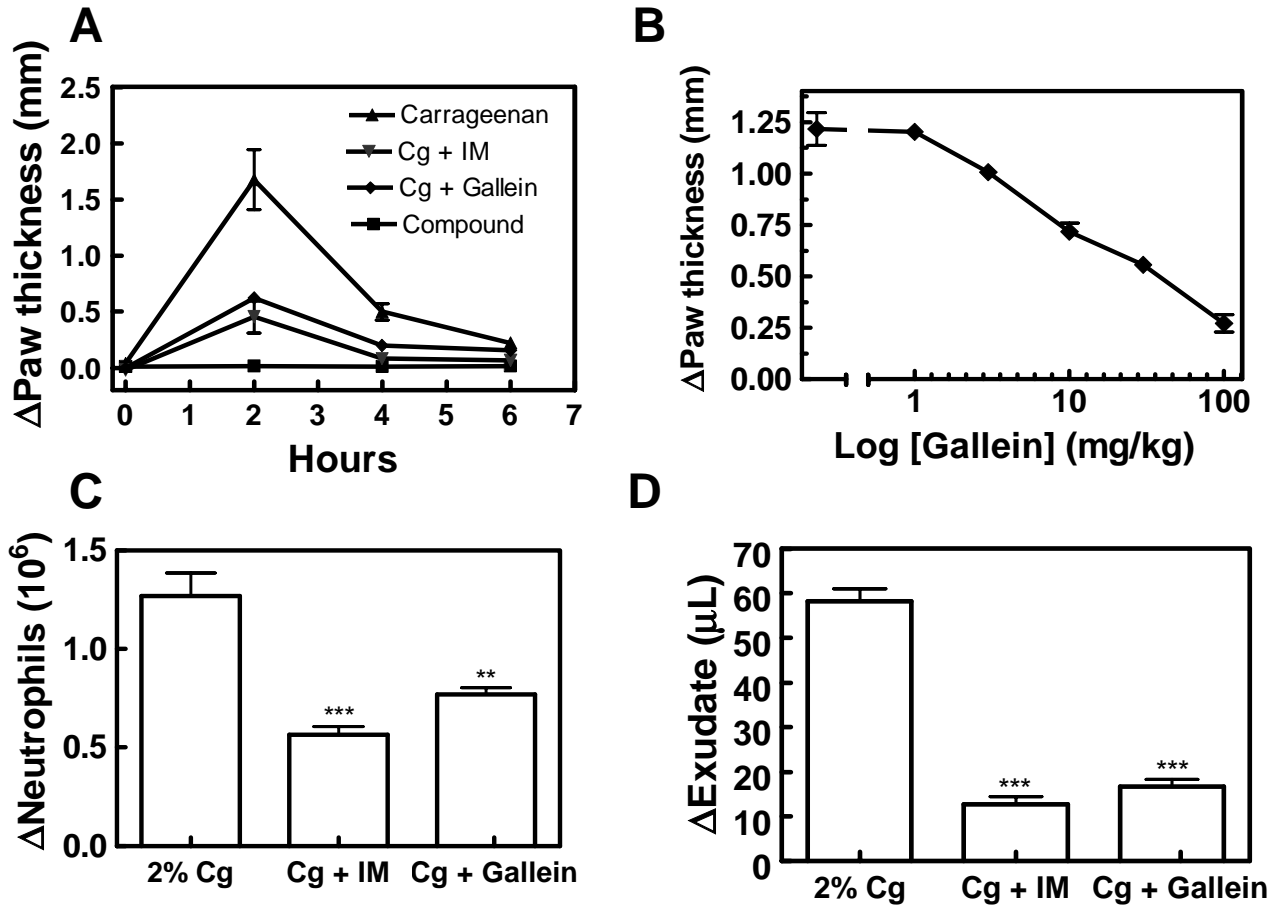 A
ΔPaw thickness (mm)
2.5
2.0
1.5
1.0
0.5
0.0
Carrageenan
Cg + IM
Cg + Gallein
Compound
0 1 2 3 4 5 6 7
Hours
B
ΔPaw thickness (mm)
1.25
1.00
0.75
0.50
0.25
0.00
1 10 100
Log [Gallein] (mg/kg)
C
ΔNeutrophils (10⁶)
1.5
1.0
0.5
0.0
***
**
2% Cg Cg + IM Cg + Gallein
D
ΔExudate (μL)
70
60
50
40
30
20
10
0
***
***
2% Cg Cg + IM Cg + Gallein